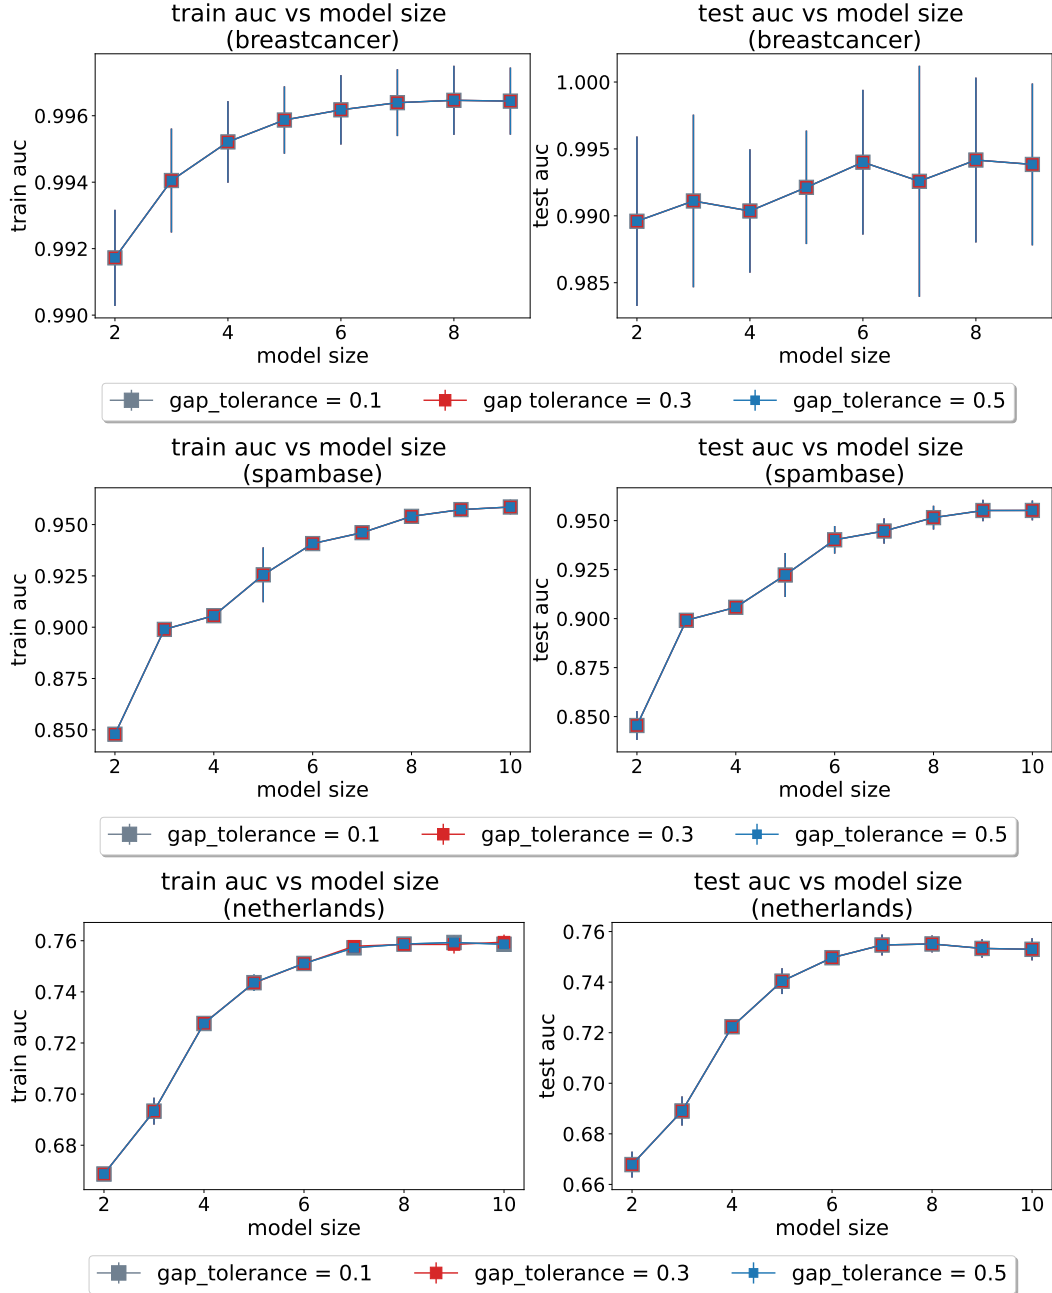 train auc vs model size
(breastcancer)
train auc
0.996
0.994
0.992
0.990
2 4 6 8
model size
test auc vs model size
(breastcancer)
test auc
1.000
0.995
0.990
0.985
2 4 6 8
model size
gap_tolerance = 0.1 gap tolerance = 0.3 gap_tolerance = 0.5
train auc vs model size
(spambase)
train auc
0.950
0.925
0.900
0.875
0.850
2 4 6 8 10
model size
test auc vs model size
(spambase)
test auc
0.950
0.925
0.900
0.875
0.850
2 4 6 8 10
model size
gap_tolerance = 0.1 gap_tolerance = 0.3 gap_tolerance = 0.5
train auc vs model size
(netherlands)
train auc
0.76
0.74
0.72
0.70
0.68
2 4 6 8 10
model size
test auc vs model size
(netherlands)
test auc
0.76
0.74
0.72
0.70
0.68
0.66
2 4 6 8 10
model size
gap_tolerance = 0.1 gap_tolerance = 0.3 gap_tolerance = 0.5